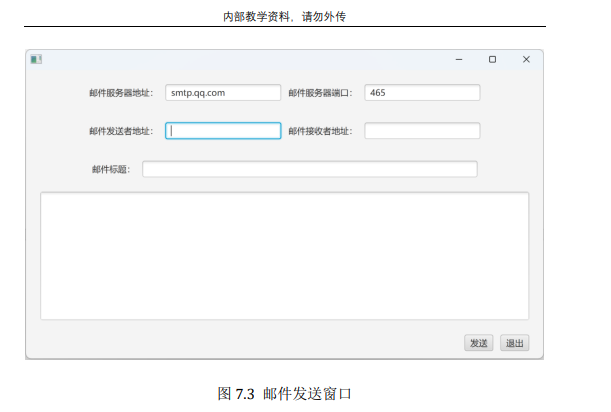 内部教学资料，请勿外传
邮件服务器地址： smtp.qq.com 邮件服务器端口： 465
邮件发送者地址： 邮件接收者地址：
邮件标题：
发送 退出
图 7.3 邮件发送窗口